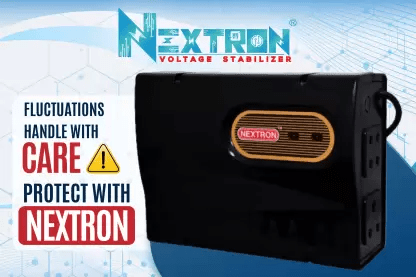 NEXTRON®
VOLTAGE STABILIZER
FLUCTUATIONS
HANDLE WITH
CARE
PROTECT WITH
NEXTRON
NEXTRON